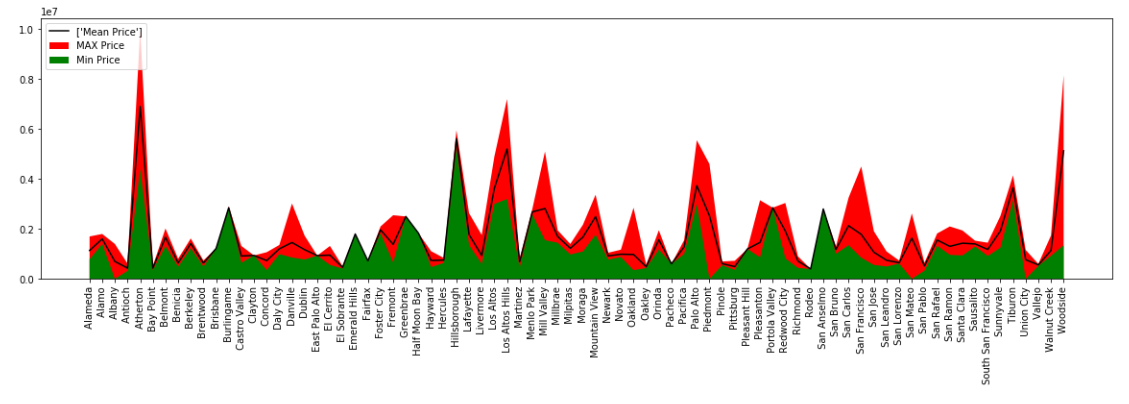 1e7
1.0
0.8
0.6
0.4
0.2
0.0
['Mean Price']
MAX Price
Min Price
Alameda
Alamo
Albany
Antioch
Atherton
Bay Point
Belmont
Benicia
Berkeley
Brentwood
Brisbane
Burlingame
Castro Valley
Clayton
Concord
Daly City
Danville
Dublin
East Palo Alto
El Cerrito
El Sobrante
Emerald Hills
Fairfax
Foster City
Fremont
Greenbrae
Half Moon Bay
Hayward
Hercules
Hillsborough
Lafayette
Livermore
Los Altos
Los Altos Hills
Martinez
Menlo Park
Mill Valley
Millbrae
Milpitas
Moraga
Mountain View
Newark
Novato
Oakland
Oakley
Orinda
Pacheco
Pacifica
Palo Alto
Piedmont
Pinole
Pittsburg
Pleasant Hill
Pleasanton
Portola Valley
Redwood City
Richmond
Rodeo
San Anselmo
San Bruno
San Carlos
San Francisco
San Jose
San Leandro
San Lorenzo
San Mateo
San Pablo
San Rafael
San Ramon
Santa Clara
Sausalito
South San Francisco
Sunnyvale
Tiburon
Union City
Vallejo
Walnut Creek
Woodside